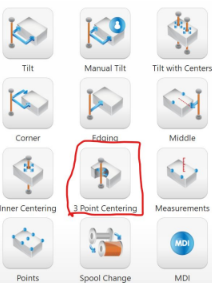 Tilt
Manual Tilt
Tilt with Centers
Corner
Edging
Middle
Inner Centering
3 Point Centering
Measurements
MDI
Points
Spool Change
MDI